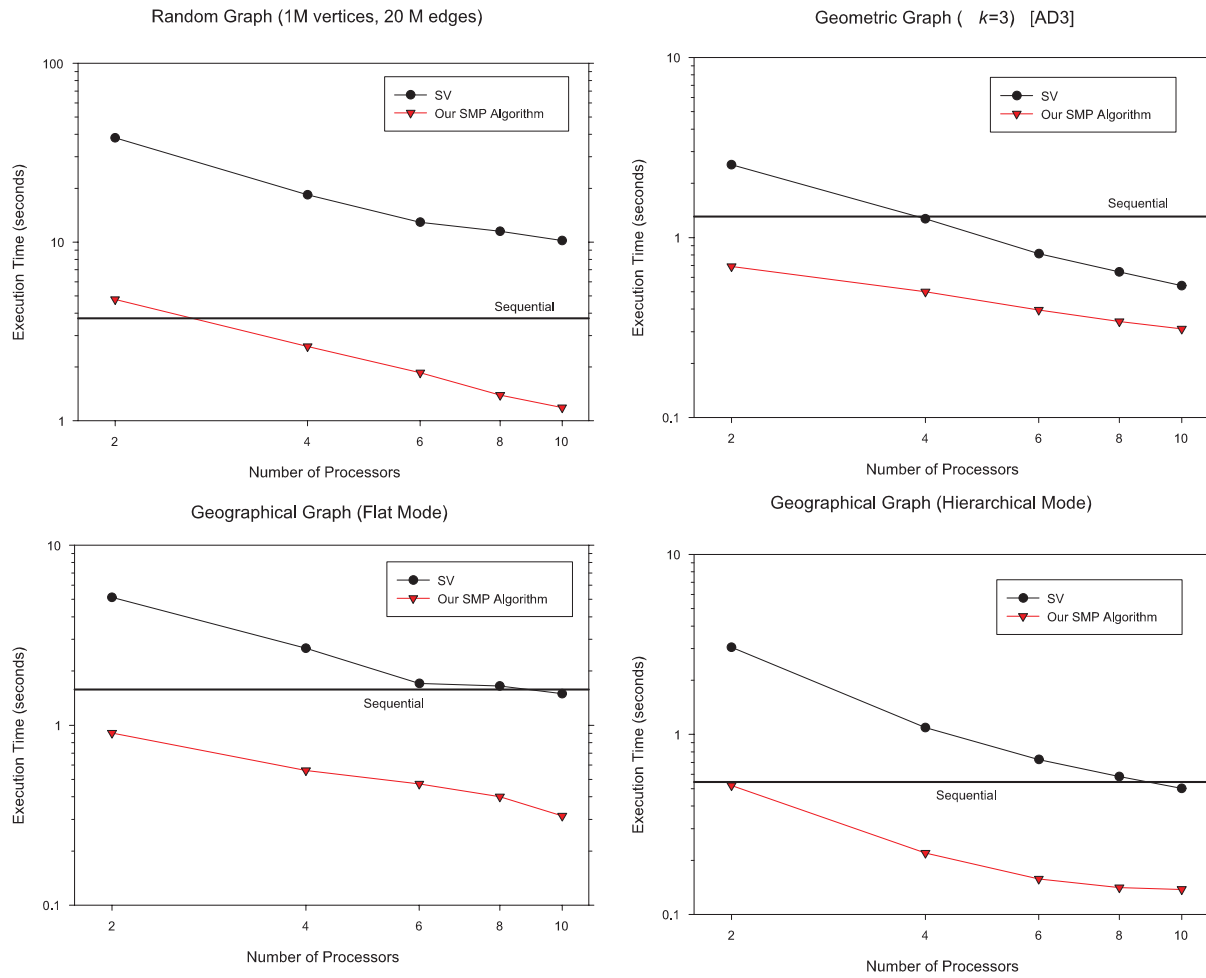 Random Graph (1M vertices, 20 M edges)
100
10
1
Execution Time (seconds)
SV
Our SMP Algorithm
Sequential
2 4 6 8 10
Number of Processors
Geometric Graph ( k=3) [AD3]
10
1
0.1
Execution Time (seconds)
SV
Our SMP Algorithm
Sequential
2 4 6 8 10
Number of Processors
Geographical Graph (Flat Mode)
10
1
0.1
Execution Time (seconds)
SV
Our SMP Algorithm
Sequential
2 4 6 8 10
Number of Processors
Geographical Graph (Hierarchical Mode)
10
1
0.1
Execution Time (seconds)
SV
Our SMP Algorithm
Sequential
2 4 6 8 10
Number of Processors